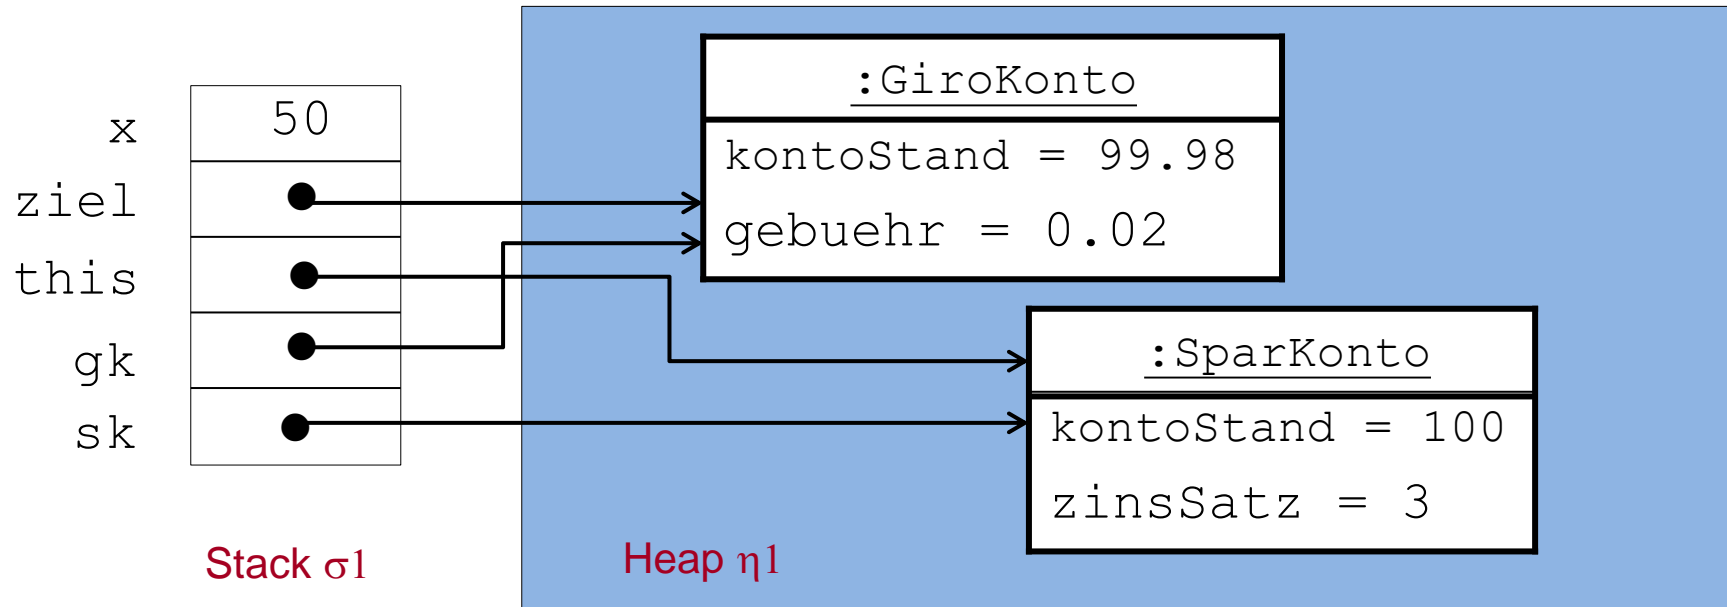 x 50
ziel
this
gk
sk
Stack σ1
:GiroKonto
kontoStand = 99.98
gebuehr = 0.02
:SparKonto
kontoStand = 100
zinsSatz = 3
Heap η1